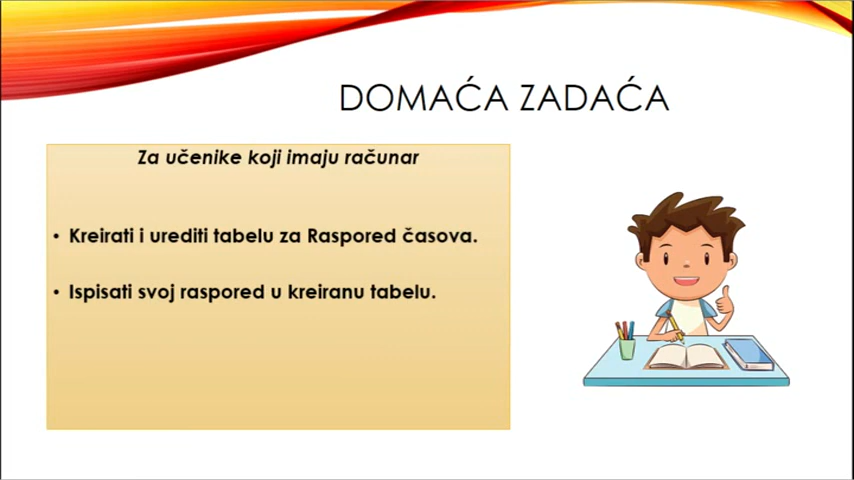 DOMAĆA ZADAĆA
Za učenike koji imaju računar
• Kreirati i urediti tabelu za Raspored časova.
• Ispisati svoj raspored u kreiranu tabelu.